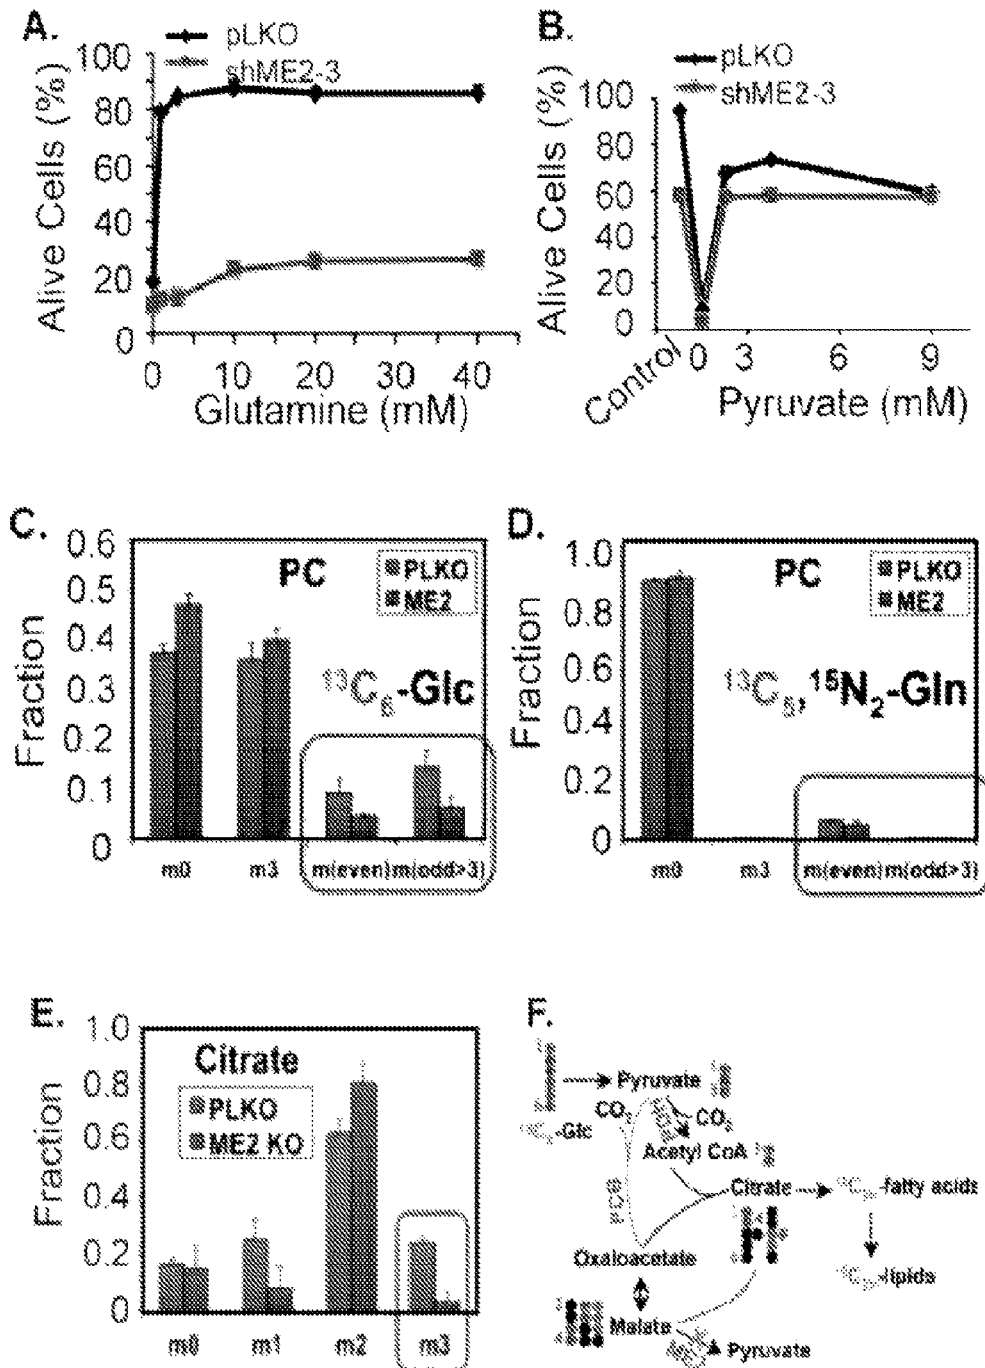 A.
pLKO
shME2-3
Alive Cells (%)
100
80
60
40
20
0
0 10 20 30 40
Glutamine (mM)
B.
pLKO
shME2-3
Alive Cells (%)
100
80
60
40
20
0
Control 0 3 6 9
Pyruvate (mM)
C.
PC
PLKO
ME2
¹³C₆-Glc
Fraction
0.6
0.5
0.4
0.3
0.2
0.1
0
m0 m3 m(even) m(odd>3)
D.
PC
PLKO
ME2
¹³C₅,¹⁵N₂-Gln
Fraction
1.0
0.8
0.6
0.4
0.2
0
m0 m3 m(even) m(odd>3)
E.
Citrate
PLKO
ME2 KO
Fraction
1.0
0.8
0.6
0.4
0.2
0
m0 m1 m2 m3
F.
Pyruvate
CO₂
CO₂
-Glc
Acetyl CoA
Citrate
-fatty acids
Oxaloacetate
-lipids
Malate
Pyruvate